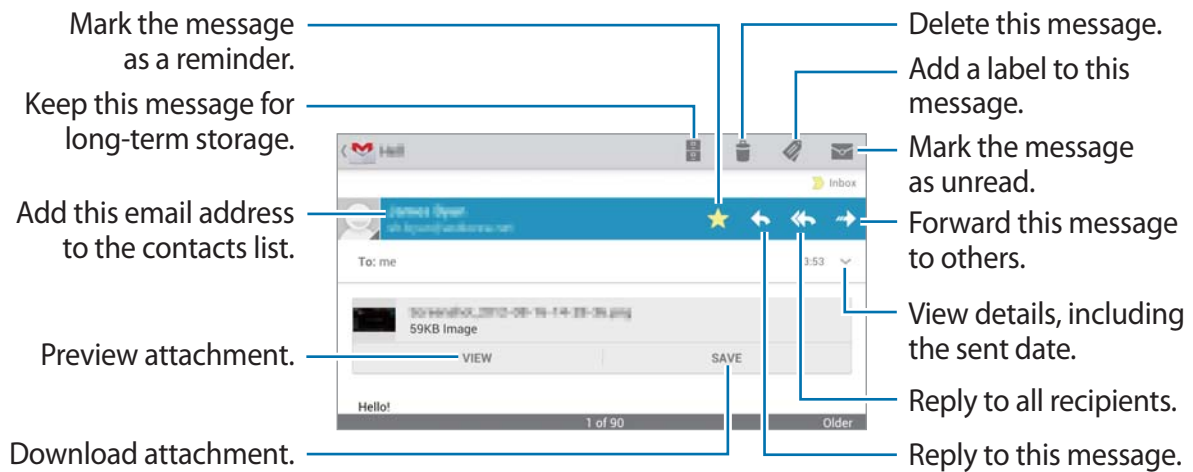 Mark the message
as a reminder.
Keep this message for
long-term storage.
Add this email address
to the contacts list.
Preview attachment.
Download attachment.
Inbox
To: me
3:53
59KB Image
VIEW
SAVE
Hello!
1 of 90
Older
Delete this message.
Add a label to this
message.
Mark the message
as unread.
Forward this message
to others.
View details, including
the sent date.
Reply to all recipients.
Reply to this message.